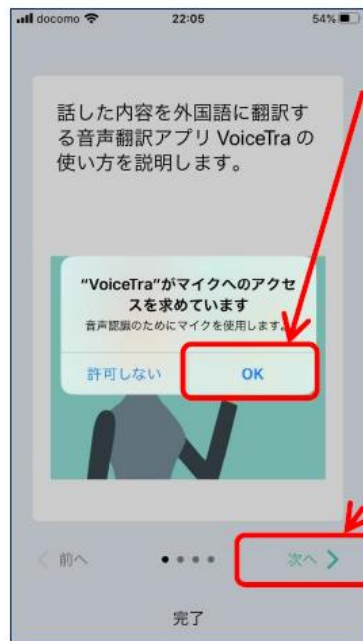 docomo 22:05 54%
話した内容を外国語に翻訳す
る音声翻訳アプリ VoiceTra の
使い方を説明します。
“VoiceTra”がマイクへのアクセ
スを求めています
音声認識のためにマイクを使用します。
許可しない OK
前へ 次へ
完了